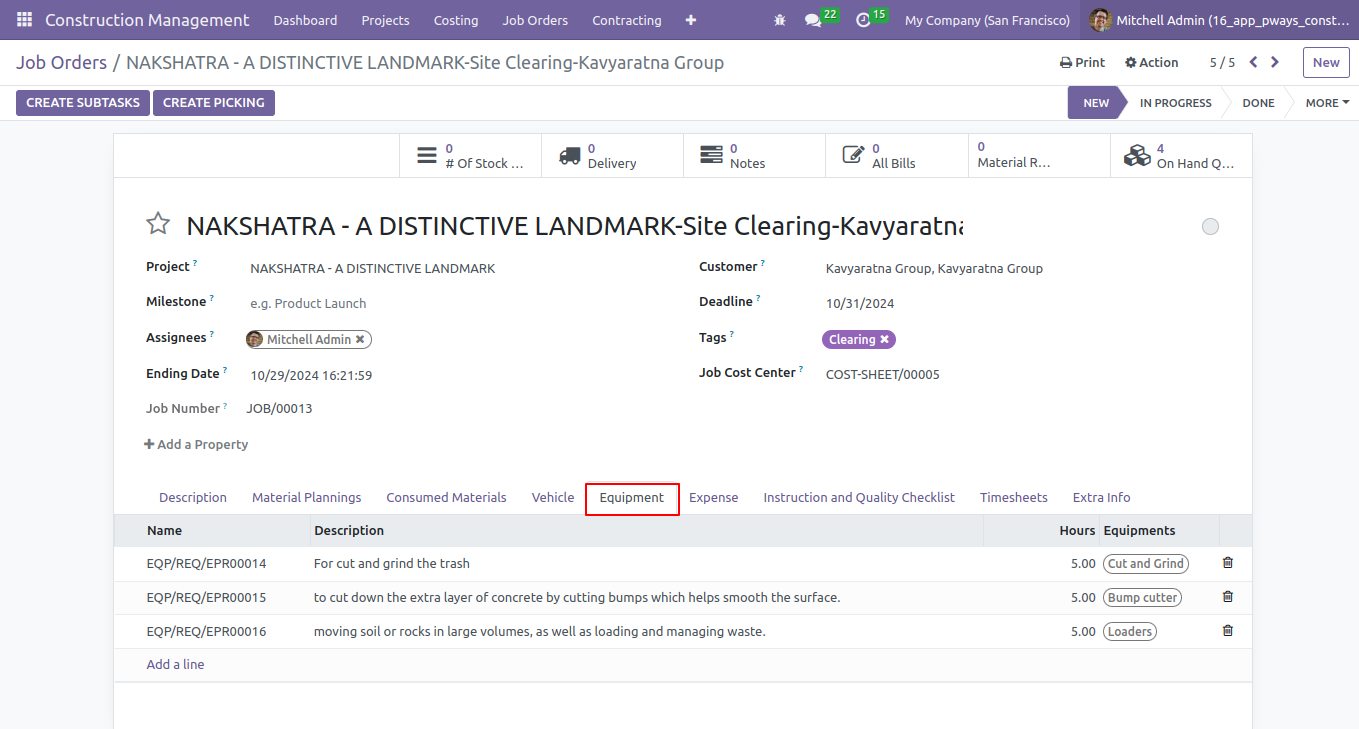 Construction Management Dashboard Projects Costing Job Orders Contracting 22 15 My Company (San Francisco) Mitchell Admin (16_app_pways_const...
Job Orders / NAKSHATRA - A DISTINCTIVE LANDMARK-Site Clearing-Kavyaratna Group Print Action 5 / 5 New
CREATE SUBTASKS CREATE PICKING NEW IN PROGRESS DONE MORE
0 # Of Stock ...
0 Delivery
0 Notes
0 All Bills
0 Material R...
4 On Hand Q...
NAKSHATRA - A DISTINCTIVE LANDMARK-Site Clearing-Kavyaratna
Project ? NAKSHATRA - A DISTINCTIVE LANDMARK
Milestone ? e.g. Product Launch
Assignees ? Mitchell Admin
Ending Date ? 10/29/2024 16:21:59
Job Number ? JOB/00013
Add a Property
Customer ? Kavyaratna Group, Kavyaratna Group
Deadline ? 10/31/2024
Tags ? Clearing
Job Cost Center ? COST-SHEET/00005
Description Material Plannings Consumed Materials Vehicle Equipment Expense Instruction and Quality Checklist Timesheets Extra Info
Name Description Hours Equipments
EQP/REQ/EPR00014 For cut and grind the trash 5.00 Cut and Grind
EQP/REQ/EPR00015 to cut down the extra layer of concrete by cutting bumps which helps smooth the surface. 5.00 Bump cutter
EQP/REQ/EPR00016 moving soil or rocks in large volumes, as well as loading and managing waste. 5.00 Loaders
Add a line